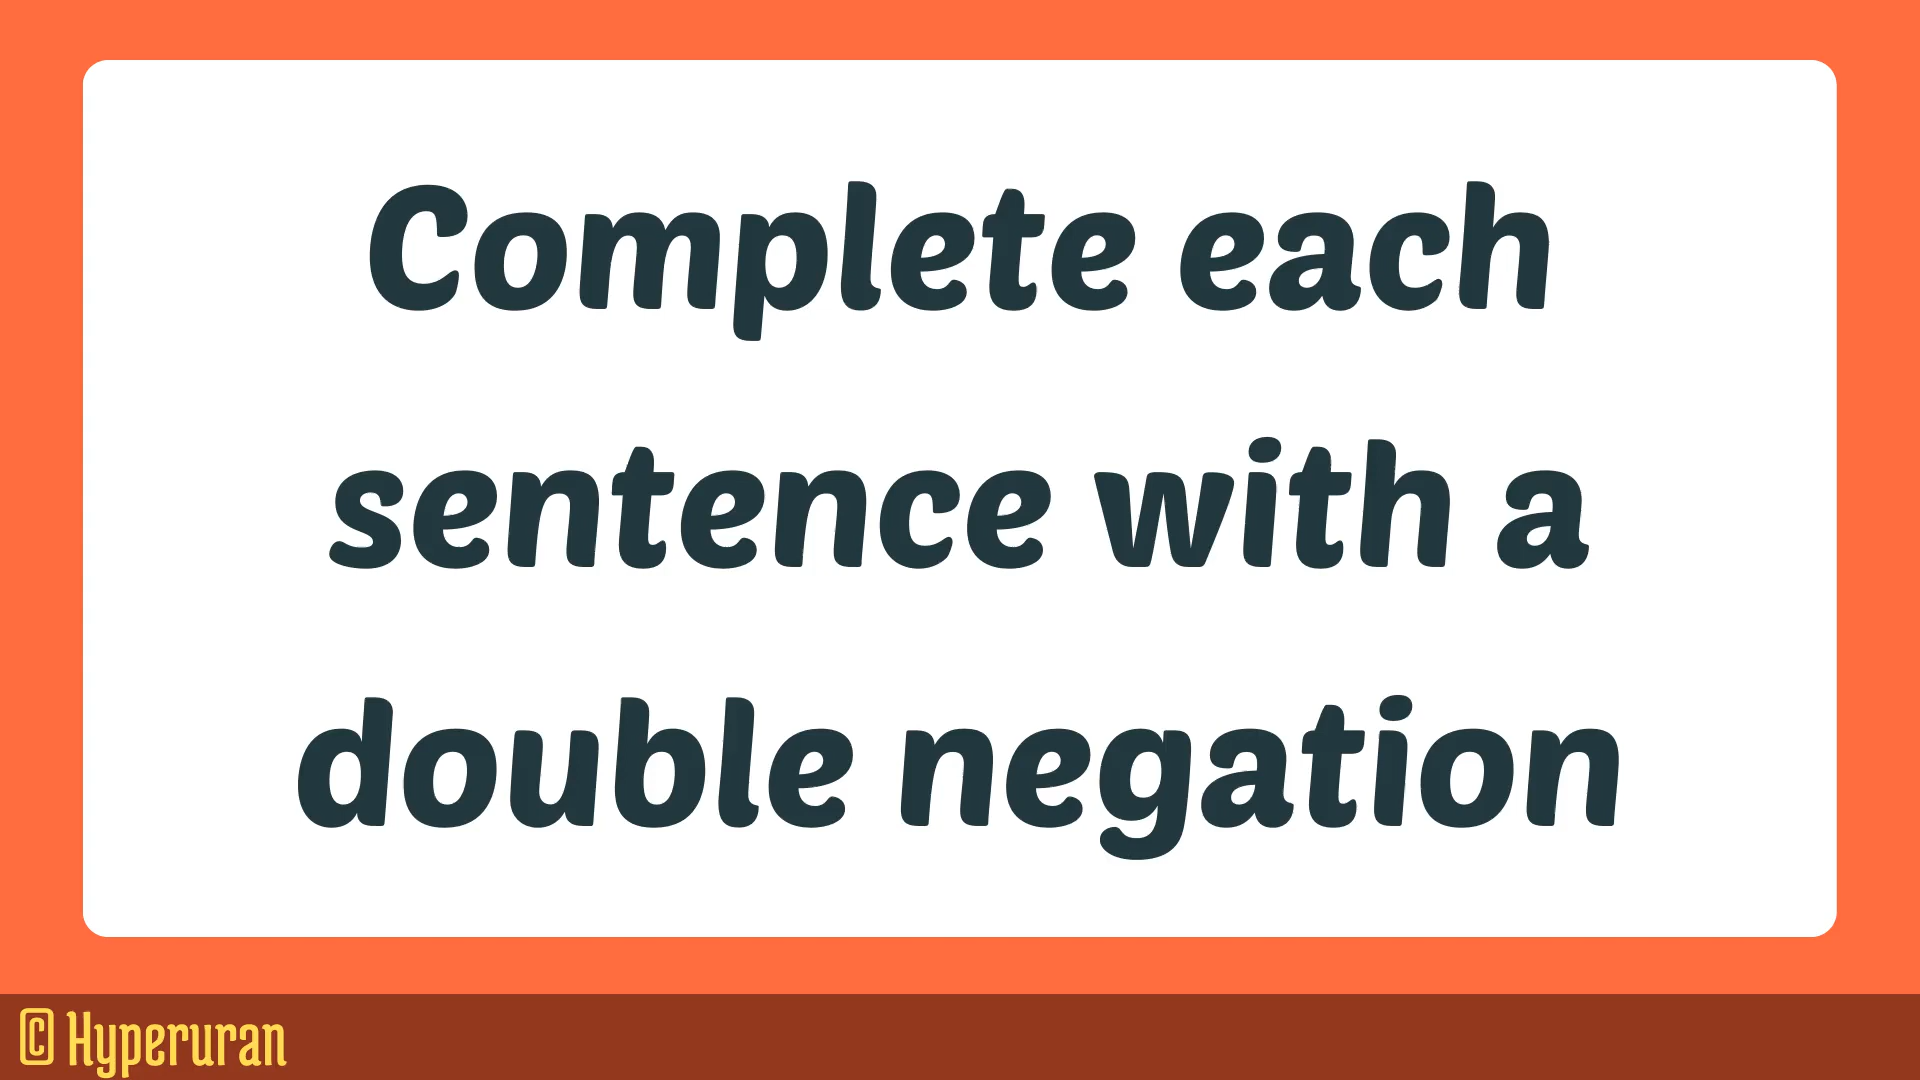 Complete each
sentence with a
double negation
© Hyperuran